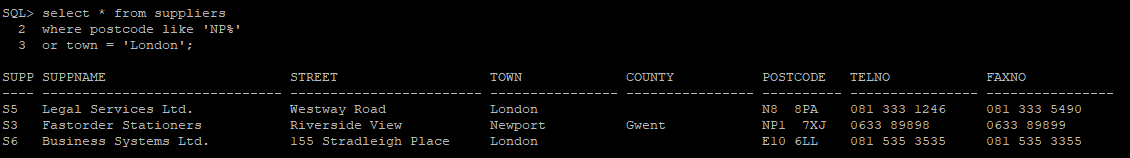 SQL> select * from suppliers
  2  where postcode like 'NP%'
  3  or town = 'London';
SUPP SUPPNAME                       STREET                   TOWN             COUNTY           POSTCODE   TELNO            FAXNO
---- ------------------------------ ------------------------ ---------------- ---------------- ---------- ---------------- ----------------
S5   Legal Services Ltd.            Westway Road             London                            N8  8PA    081 333 1246     081 333 5490
S3   Fastorder Stationers           Riverside View           Newport          Gwent            NP1  7XJ   0633 89898       0633 89899
S6   Business Systems Ltd.          155 Stradleigh Place     London                            E10 6LL    081 535 3535     081 535 3355